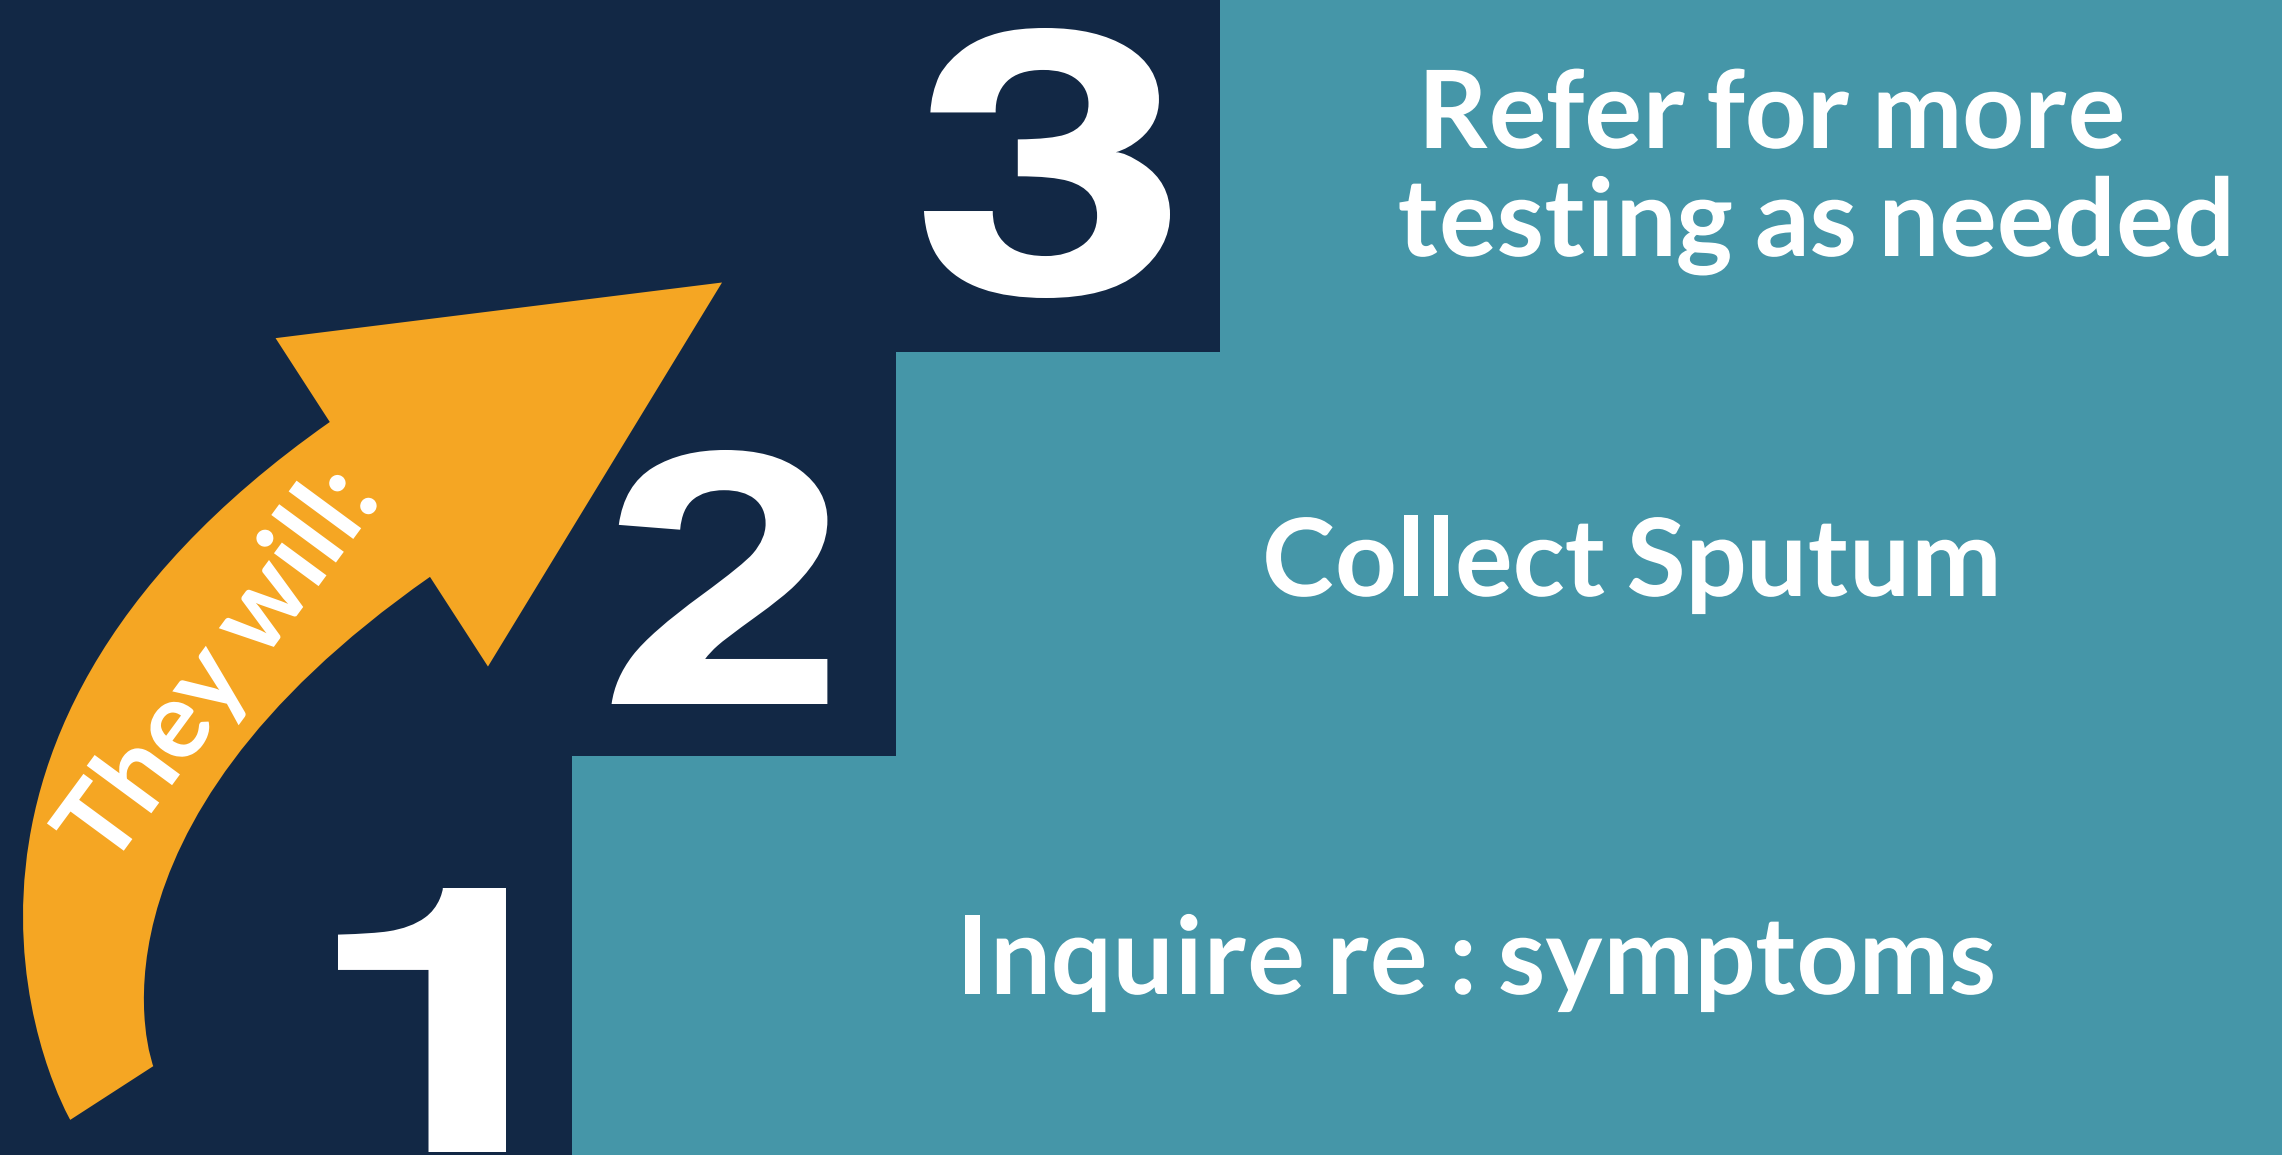 3
Refer for more
testing as needed
They will:
2
Collect Sputum
1
Inquire re : symptoms